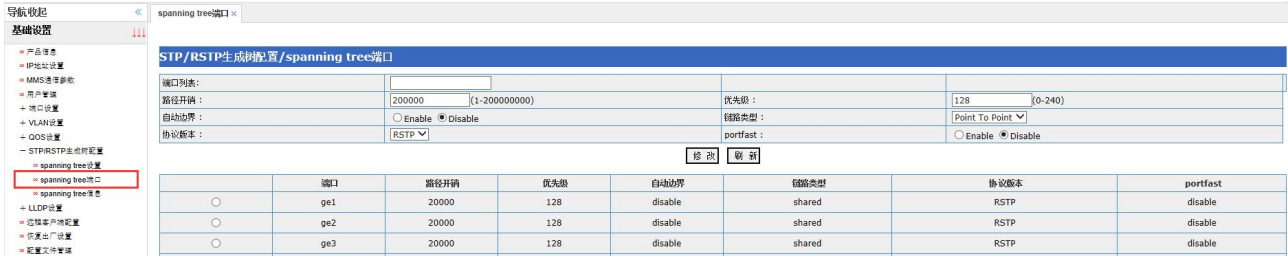 导航收起 «
基础设置 ↓↓↓
产品信息
IP地址设置
MMS通信参数
用户管理
+ 端口设置
+ VLAN设置
+ QOS设置
— STP/RSTP生成树配置
spanning tree设置
spanning tree端口
spanning tree信息
+ LLDP设置
远程客户端配置
恢复出厂设置
配置文件管理
spanning tree端口 ×
STP/RSTP生成树配置/spanning tree端口
端口列表:
路径开销: 200000 (1-200000000) 优先级: 128 (0-240)
自动边界: Enable Disable 链路类型: Point To Point
协议版本: RSTP portfast: Enable Disable
修 改 刷 新
端口 路径开销 优先级 自动边界 链路类型 协议版本 portfast
ge1 20000 128 disable shared RSTP disable
ge2 20000 128 disable shared RSTP disable
ge3 20000 128 disable shared RSTP disable